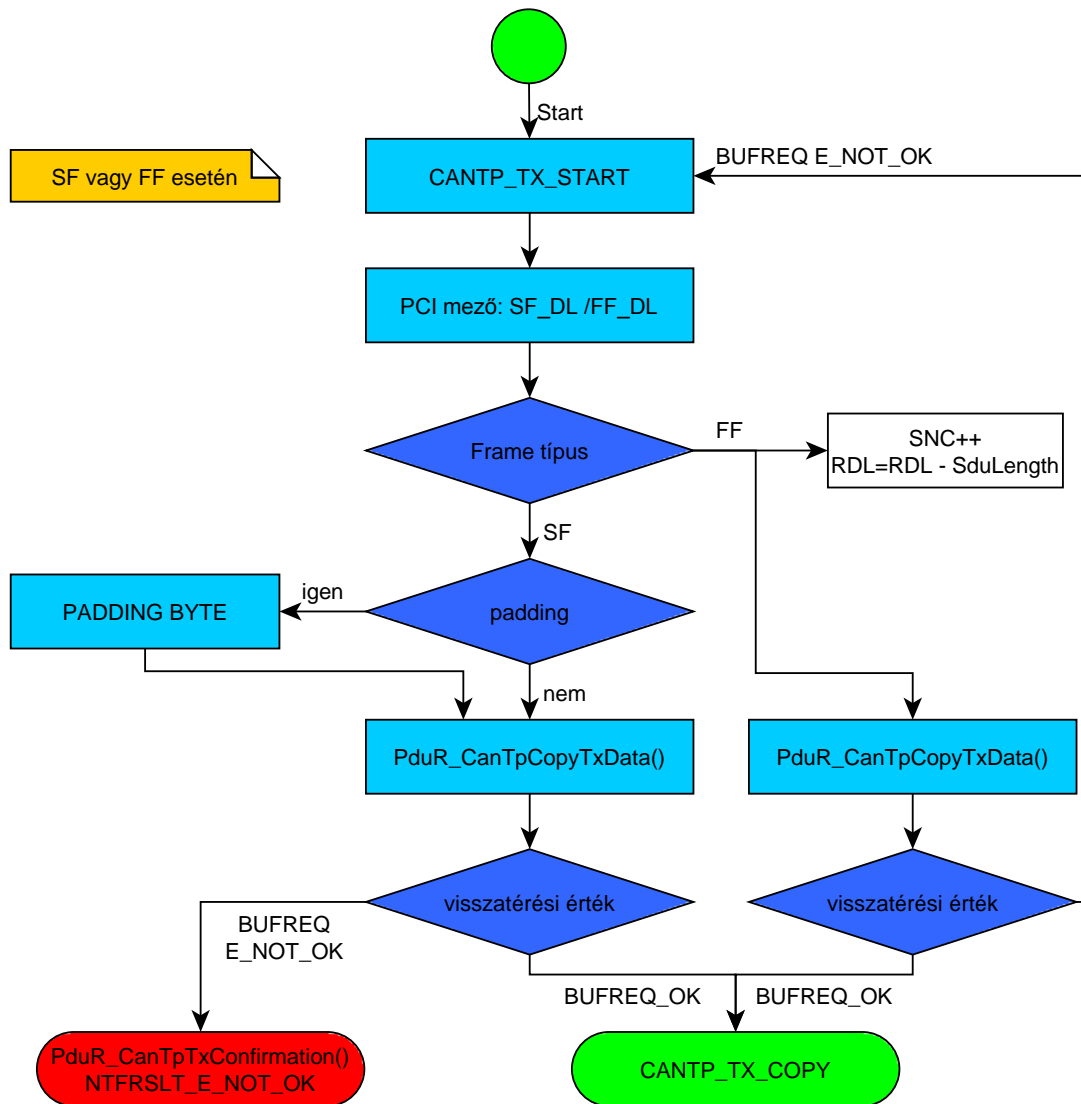 Start
SF vagy FF esetén
CANTP_TX_START
BUFREQ E_NOT_OK
PCI mező: SF_DL /FF_DL
Frame típus
FF
SNC++
RDL=RDL - SduLength
SF
PADDING BYTE
igen
padding
nem
PduR_CanTpCopyTxData()
PduR_CanTpCopyTxData()
visszatérési érték
visszatérési érték
BUFREQ
E_NOT_OK
BUFREQ_OK
BUFREQ_OK
PduR_CanTpTxConfirmation()
NTFRSLT_E_NOT_OK
CANTP_TX_COPY